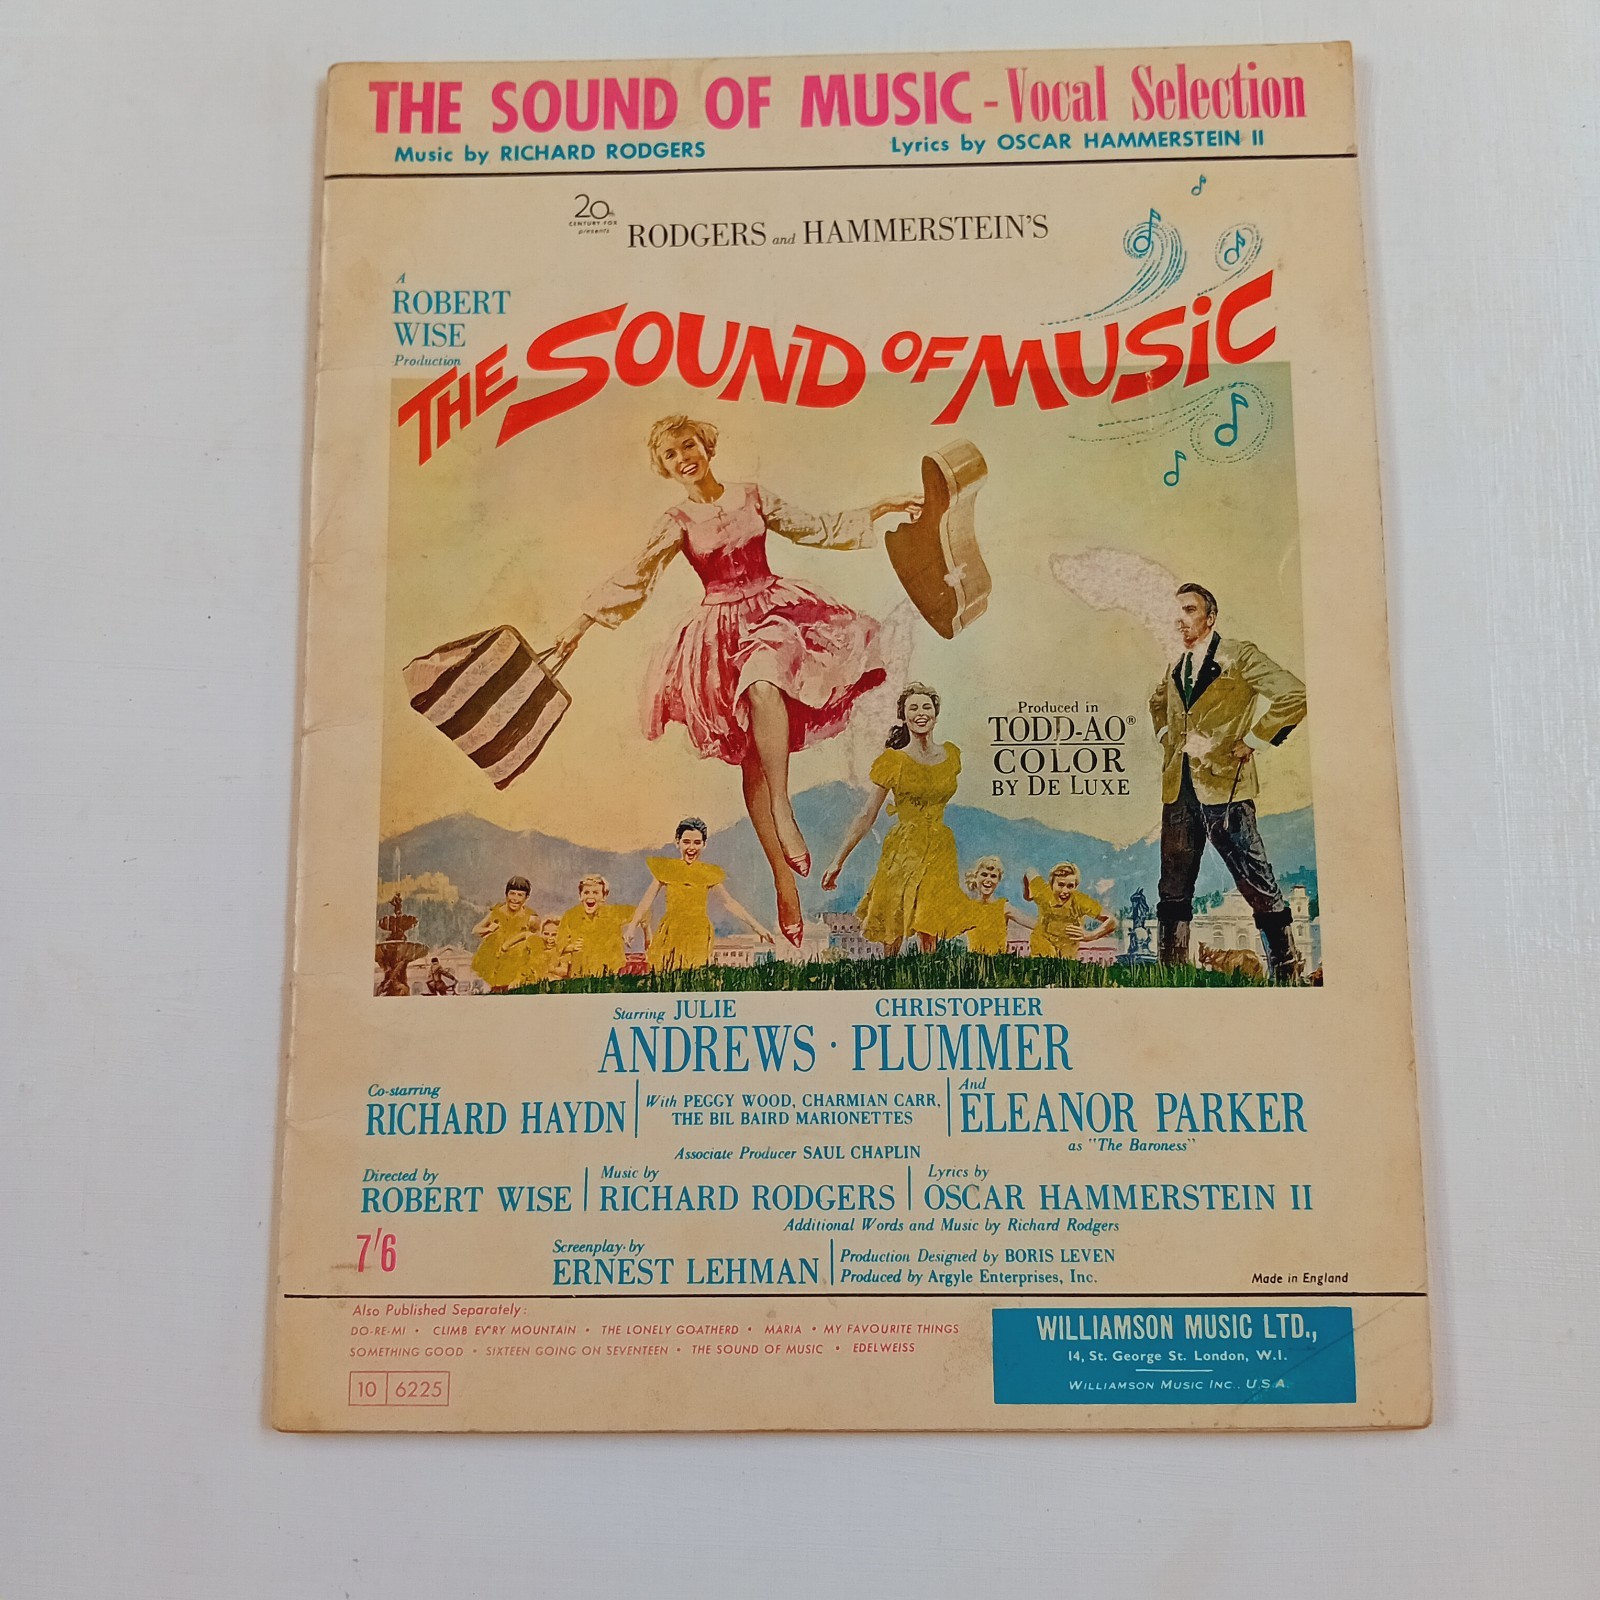 THE SOUND OF MUSIC - Vocal Selection
Music by RICHARD RODGERS Lyrics by OSCAR HAMMERSTEIN II
20th
CENTURY-FOX
presents
RODGERS and HAMMERSTEIN'S
A
ROBERT
WISE
Production
THE SOUND OF MUSIC
Produced in
TODD-AO®
COLOR
BY DE LUXE
Starring JULIE CHRISTOPHER
ANDREWS · PLUMMER
Co-starring
RICHARD HAYDN
With PEGGY WOOD, CHARMIAN CARR,
THE BIL BAIRD MARIONETTES
And
ELEANOR PARKER
as "The Baroness"
Associate Producer SAUL CHAPLIN
Directed by
ROBERT WISE
Music by
RICHARD RODGERS
Lyrics by
OSCAR HAMMERSTEIN II
Additional Words and Music by Richard Rodgers
7'6
Screenplay by
ERNEST LEHMAN
Production Designed by BORIS LEVEN
Produced by Argyle Enterprises, Inc.
Made in England
Also Published Separately:
DO-RE-MI • CLIMB EV'RY MOUNTAIN • THE LONELY GOATHERD • MARIA • MY FAVOURITE THINGS
SOMETHING GOOD • SIXTEEN GOING ON SEVENTEEN • THE SOUND OF MUSIC • EDELWEISS
10 6225
WILLIAMSON MUSIC LTD.,
14, St. George St. London, W.1.
WILLIAMSON MUSIC INC., U.S.A.